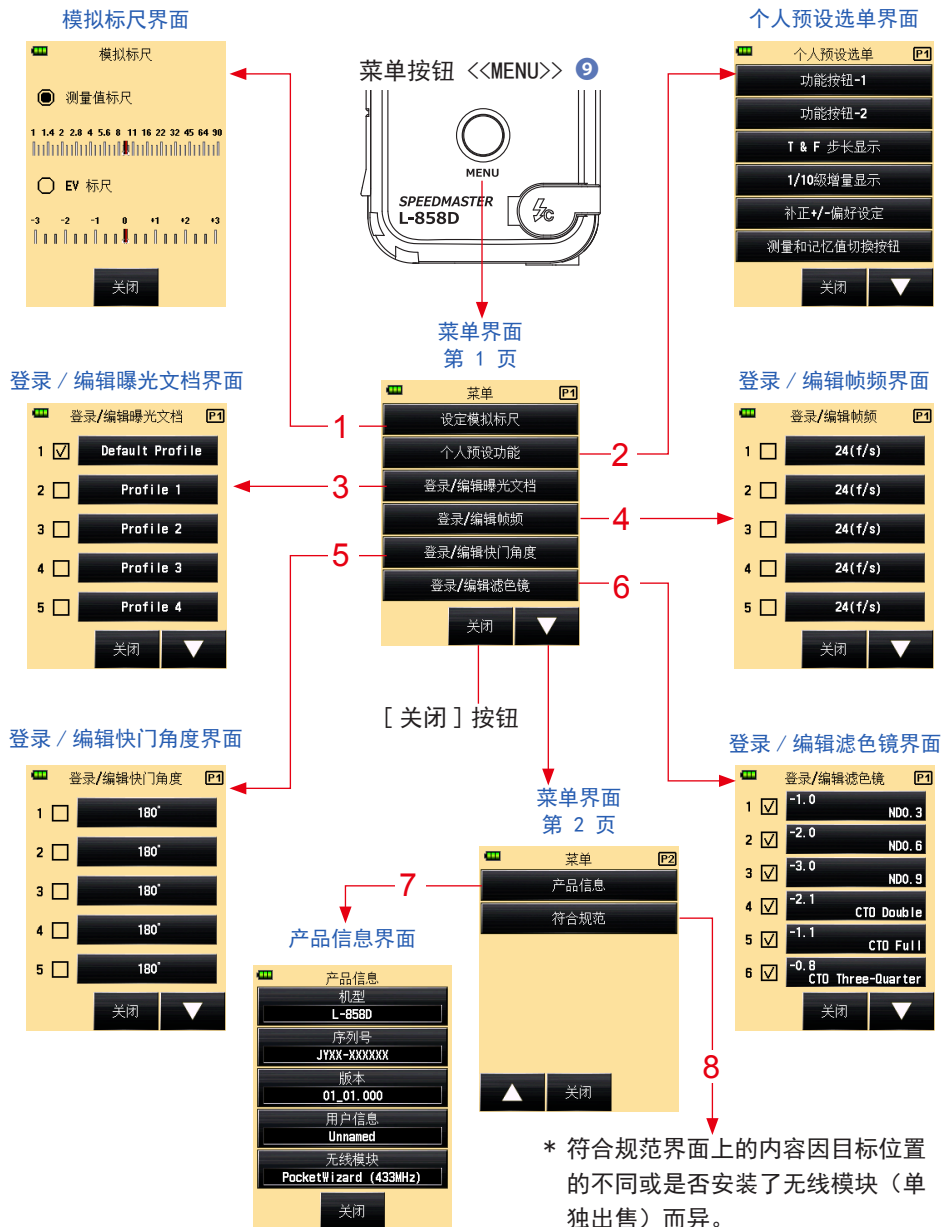 模拟标尺界面
模拟标尺
测量值标尺
1 1.4 2 2.8 4 5.6 8 11 16 22 32 45 64 90
EV 标尺
-3 -2 -1 0 +1 +2 +3
关闭
菜单按钮 <<MENU>> 9
MENU
SPEEDMASTER
L-858D
个人预设选单界面
个人预设选单 P1
功能按钮-1
功能按钮-2
T & F 步长显示
1/10級增量显示
补正+/-偏好设定
测量和记忆值切换按钮
关闭
菜单界面
第 1 页
菜单 P1
设定模拟标尺
个人预设功能
登录/编辑曝光文档
登录/编辑帧频
登录/编辑快门角度
登录/编辑滤色镜
关闭
1
2
3
4
5
6
[ 关闭 ] 按钮
登录 / 编辑曝光文档界面
登录/编辑曝光文档 P1
1 Default Profile
2 Profile 1
3 Profile 2
4 Profile 3
5 Profile 4
关闭
登录 / 编辑帧频界面
登录/编辑帧频 P1
1 24(f/s)
2 24(f/s)
3 24(f/s)
4 24(f/s)
5 24(f/s)
关闭
登录 / 编辑快门角度界面
登录/编辑快门角度 P1
1 180°
2 180°
3 180°
4 180°
5 180°
关闭
登录 / 编辑滤色镜界面
登录/编辑滤色镜 P1
1 -1.0 ND0.3
2 -2.0 ND0.6
3 -3.0 ND0.9
4 -2.1 CTO Double
5 -1.1 CTO Full
6 -0.8 CTO Three-Quarter
关闭
菜单界面
第 2 页
菜单 P2
产品信息
符合规范
关闭
7
8
产品信息界面
产品信息
机型
L-858D
序列号
JYXX-XXXXXX
版本
01_01.000
用户信息
Unnamed
无线模块
PocketWizard (433MHz)
关闭
* 符合规范界面上的内容因目标位置
的不同或是否安装了无线模块（单
独出售）而异。